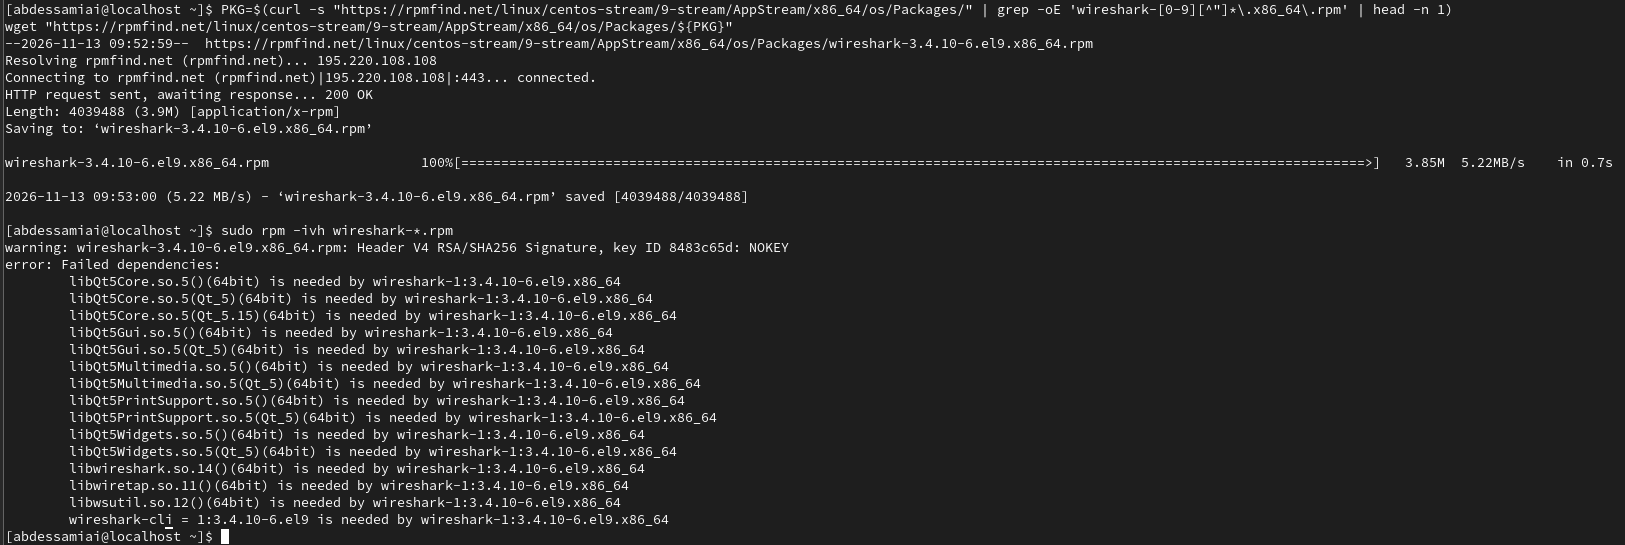 [abdessamiai@localhost ~]$ PKG=$(curl -s "https://rpmfind.net/linux/centos-stream/9-stream/AppStream/x86_64/os/Packages/" | grep -oE 'wireshark-[0-9][^"]*\.x86_64\.rpm' | head -n 1)
wget "https://rpmfind.net/linux/centos-stream/9-stream/AppStream/x86_64/os/Packages/${PKG}"
--2026-11-13 09:52:59--  https://rpmfind.net/linux/centos-stream/9-stream/AppStream/x86_64/os/Packages/wireshark-3.4.10-6.el9.x86_64.rpm
Resolving rpmfind.net (rpmfind.net)... 195.220.108.108
Connecting to rpmfind.net (rpmfind.net)|195.220.108.108|:443... connected.
HTTP request sent, awaiting response... 200 OK
Length: 4039488 (3.9M) [application/x-rpm]
Saving to: ‘wireshark-3.4.10-6.el9.x86_64.rpm’
wireshark-3.4.10-6.el9.x86_64.rpm 100%[=================================================================================================================>] 3.85M 5.22MB/s in 0.7s
2026-11-13 09:53:00 (5.22 MB/s) - ‘wireshark-3.4.10-6.el9.x86_64.rpm’ saved [4039488/4039488]
[abdessamiai@localhost ~]$ sudo rpm -ivh wireshark-*.rpm
warning: wireshark-3.4.10-6.el9.x86_64.rpm: Header V4 RSA/SHA256 Signature, key ID 8483c65d: NOKEY
error: Failed dependencies:
libQt5Core.so.5()(64bit) is needed by wireshark-1:3.4.10-6.el9.x86_64
libQt5Core.so.5(Qt_5)(64bit) is needed by wireshark-1:3.4.10-6.el9.x86_64
libQt5Core.so.5(Qt_5.15)(64bit) is needed by wireshark-1:3.4.10-6.el9.x86_64
libQt5Gui.so.5()(64bit) is needed by wireshark-1:3.4.10-6.el9.x86_64
libQt5Gui.so.5(Qt_5)(64bit) is needed by wireshark-1:3.4.10-6.el9.x86_64
libQt5Multimedia.so.5()(64bit) is needed by wireshark-1:3.4.10-6.el9.x86_64
libQt5Multimedia.so.5(Qt_5)(64bit) is needed by wireshark-1:3.4.10-6.el9.x86_64
libQt5PrintSupport.so.5()(64bit) is needed by wireshark-1:3.4.10-6.el9.x86_64
libQt5PrintSupport.so.5(Qt_5)(64bit) is needed by wireshark-1:3.4.10-6.el9.x86_64
libQt5Widgets.so.5()(64bit) is needed by wireshark-1:3.4.10-6.el9.x86_64
libQt5Widgets.so.5(Qt_5)(64bit) is needed by wireshark-1:3.4.10-6.el9.x86_64
libwireshark.so.14()(64bit) is needed by wireshark-1:3.4.10-6.el9.x86_64
libwiretap.so.11()(64bit) is needed by wireshark-1:3.4.10-6.el9.x86_64
libwsutil.so.12()(64bit) is needed by wireshark-1:3.4.10-6.el9.x86_64
wireshark-cli = 1:3.4.10-6.el9 is needed by wireshark-1:3.4.10-6.el9.x86_64
[abdessamiai@localhost ~]$